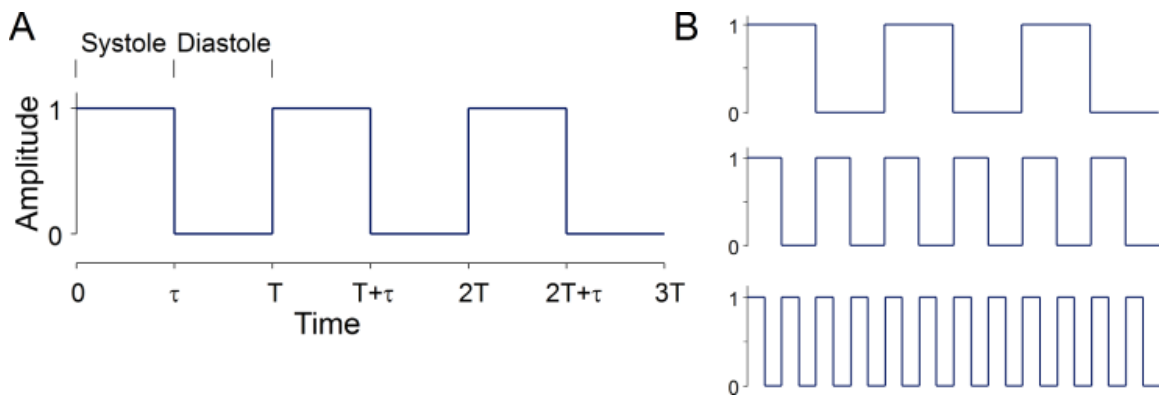 A
Systole Diastole
1
Amplitude
0
0 τ T T+τ 2T 2T+τ 3T
Time
B
1
0
1
0
1
0